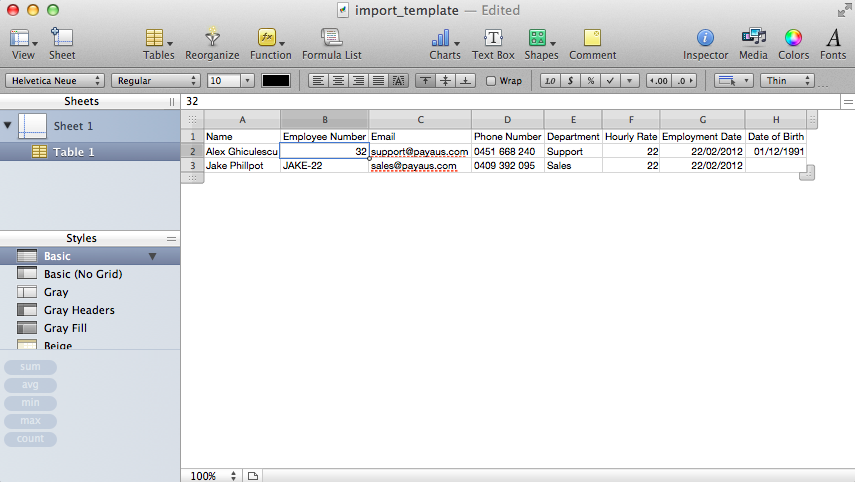 import_template — Edited
View Sheet Tables Reorganize Function Formula List Charts Text Box Shapes Comment Inspector Media Colors Fonts
Helvetica Neue Regular 10 Wrap 1.0 $ % .00 .0 Thin
Sheets
32
Sheet 1
Table 1
A B C D E F G H
1 Name Employee Number Email Phone Number Department Hourly Rate Employment Date Date of Birth
2 Alex Ghiculescu 32 support@payaus.com 0451 668 240 Support 22 22/02/2012 01/12/1991
3 Jake Phillpot JAKE-22 sales@payaus.com 0409 392 095 Sales 22 22/02/2012
Styles
Basic
Basic (No Grid)
Gray
Gray Headers
Gray Fill
Beige
sum
avg
min
max
count
100%